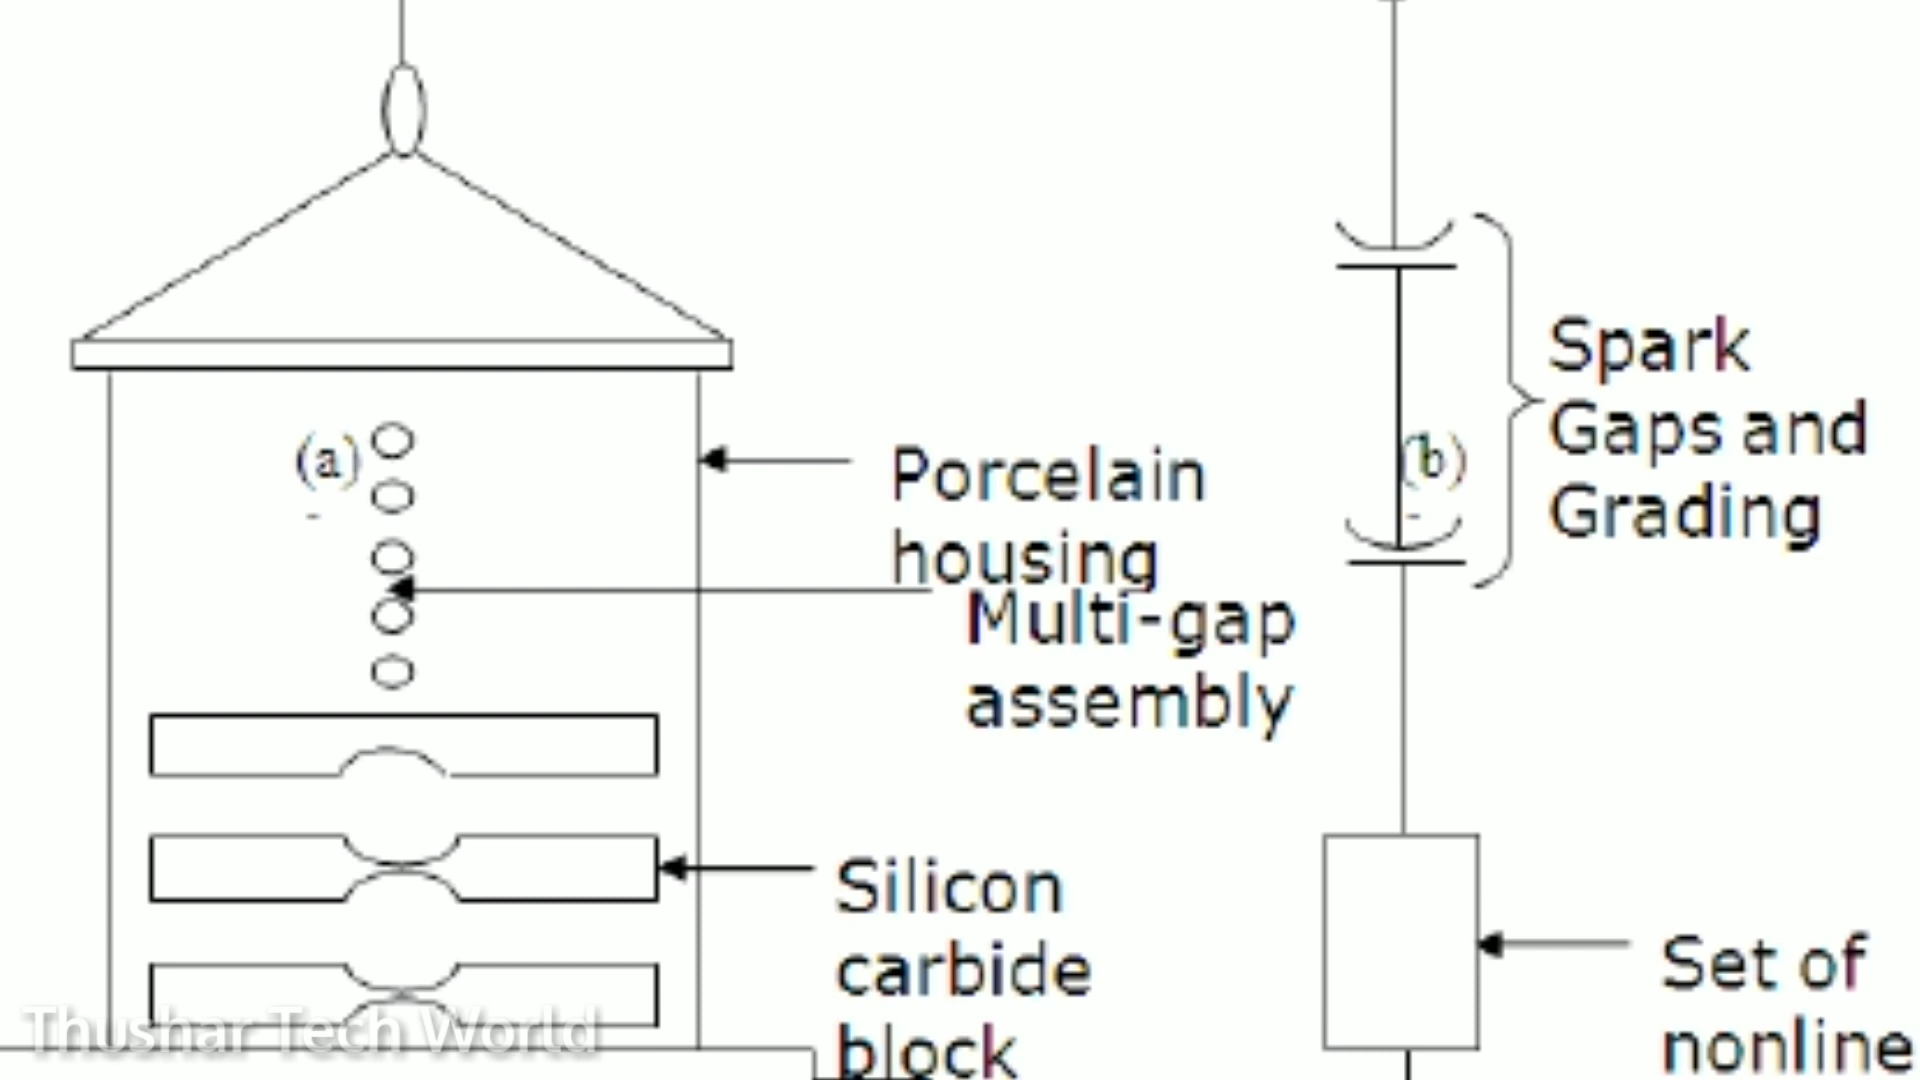 (a)
Porcelain
housing
Multi-gap
assembly
Silicon
carbide
block
(b)
Spark
Gaps and
Grading
Set of
nonline
Thushar Tech World